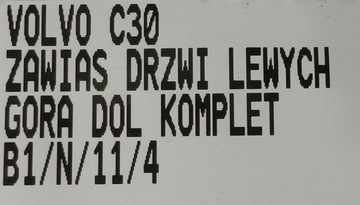 VOLVO C30
ZAWIAS DRZWI LEWYCH
GORA DOL KOMPLET
B1/N/11/4